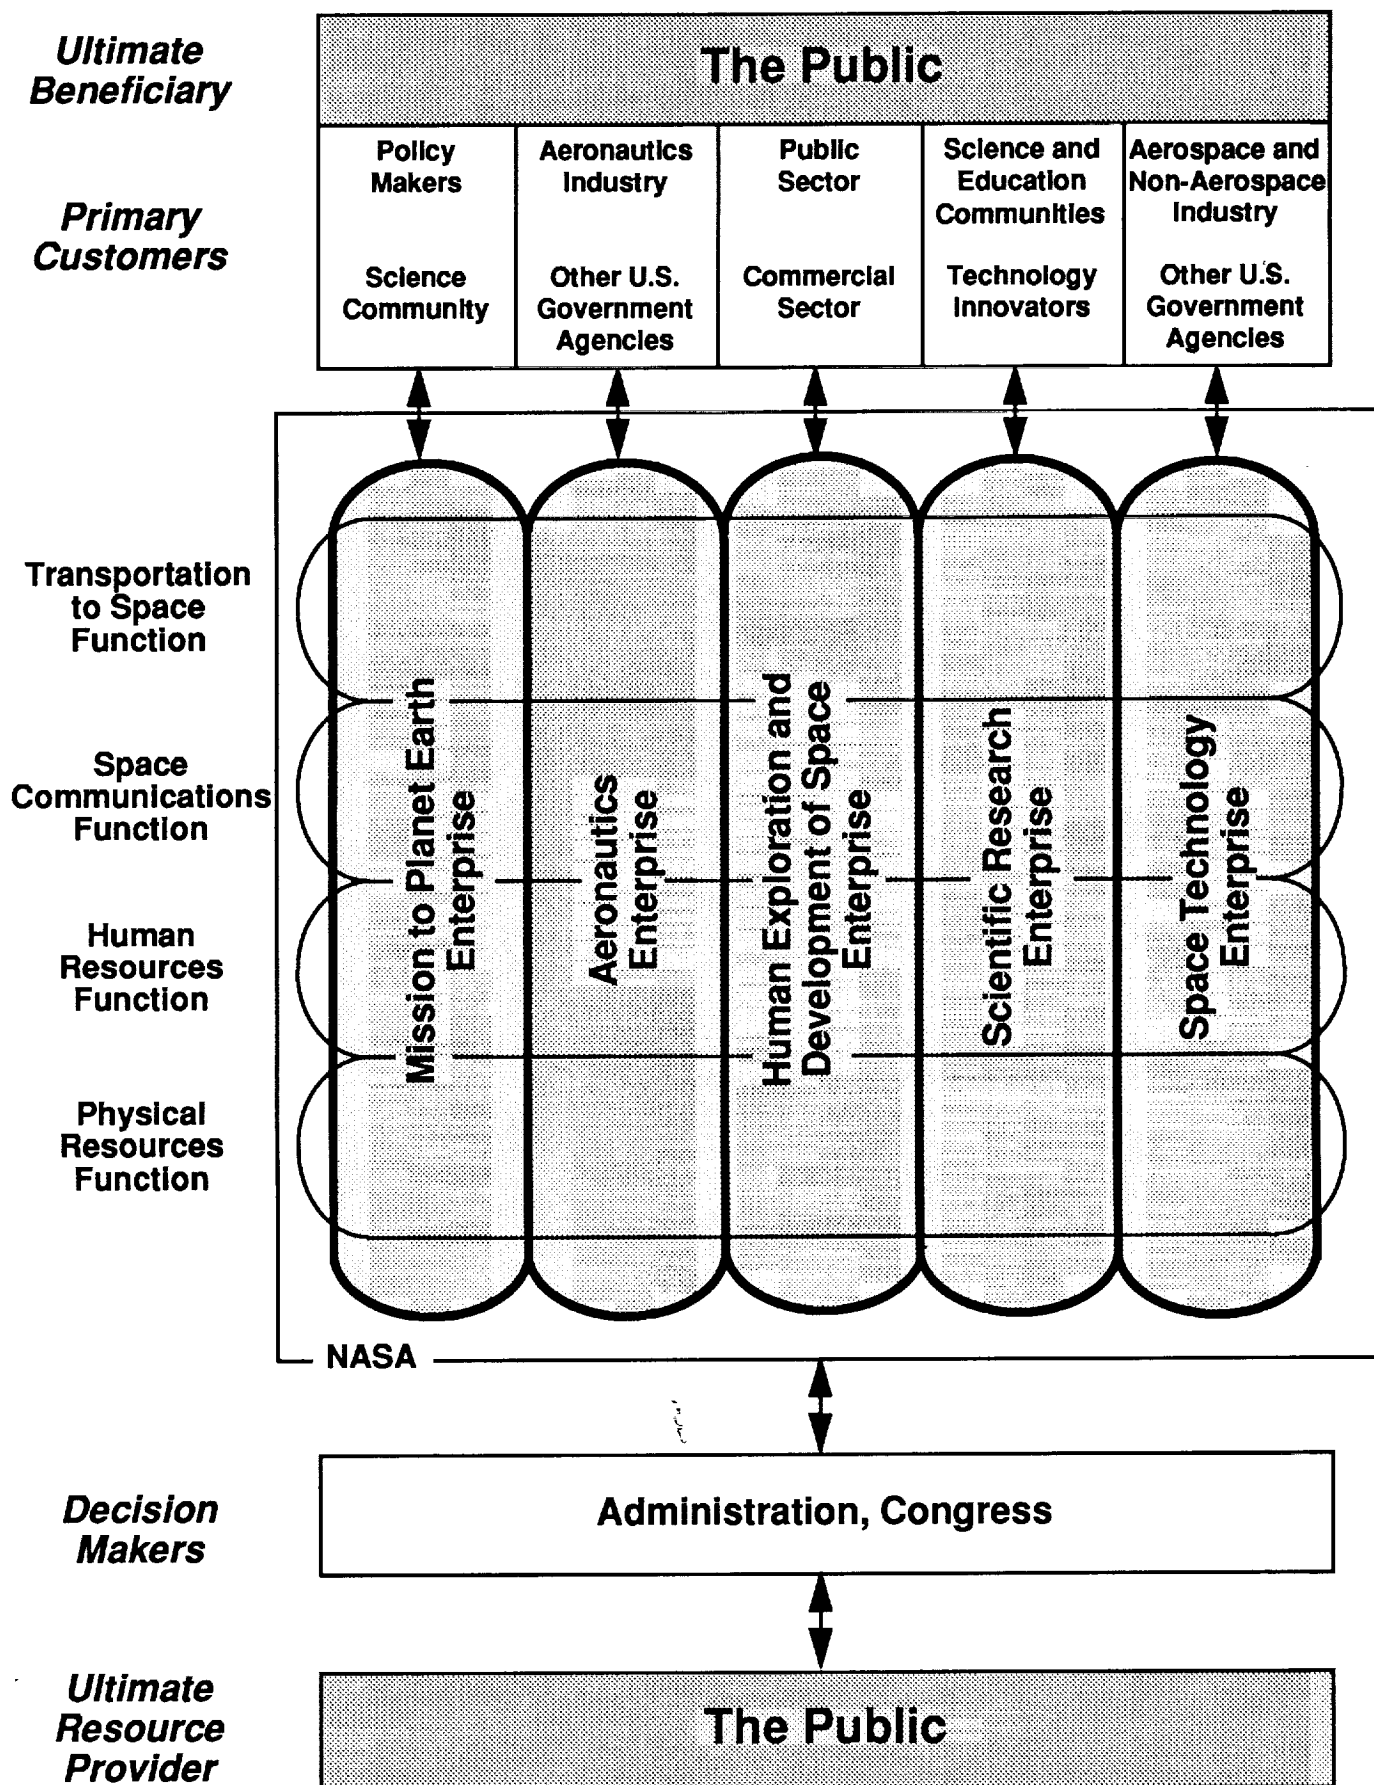 Ultimate
Beneficiary
The Public
Primary
Customers
Policy
Makers
Science
Community
Aeronautics
Industry
Other U.S.
Government
Agencies
Public
Sector
Commercial
Sector
Science and
Education
Communities
Technology
Innovators
Aerospace and
Non-Aerospace
Industry
Other U.S.
Government
Agencies
Transportation
to Space
Function
Space
Communications
Function
Human
Resources
Function
Physical
Resources
Function
Mission to Planet Earth
Enterprise
Aeronautics
Enterprise
Human Exploration and
Development of Space
Enterprise
Scientific Research
Enterprise
Space Technology
Enterprise
NASA
Decision
Makers
Administration, Congress
Ultimate
Resource
Provider
The Public